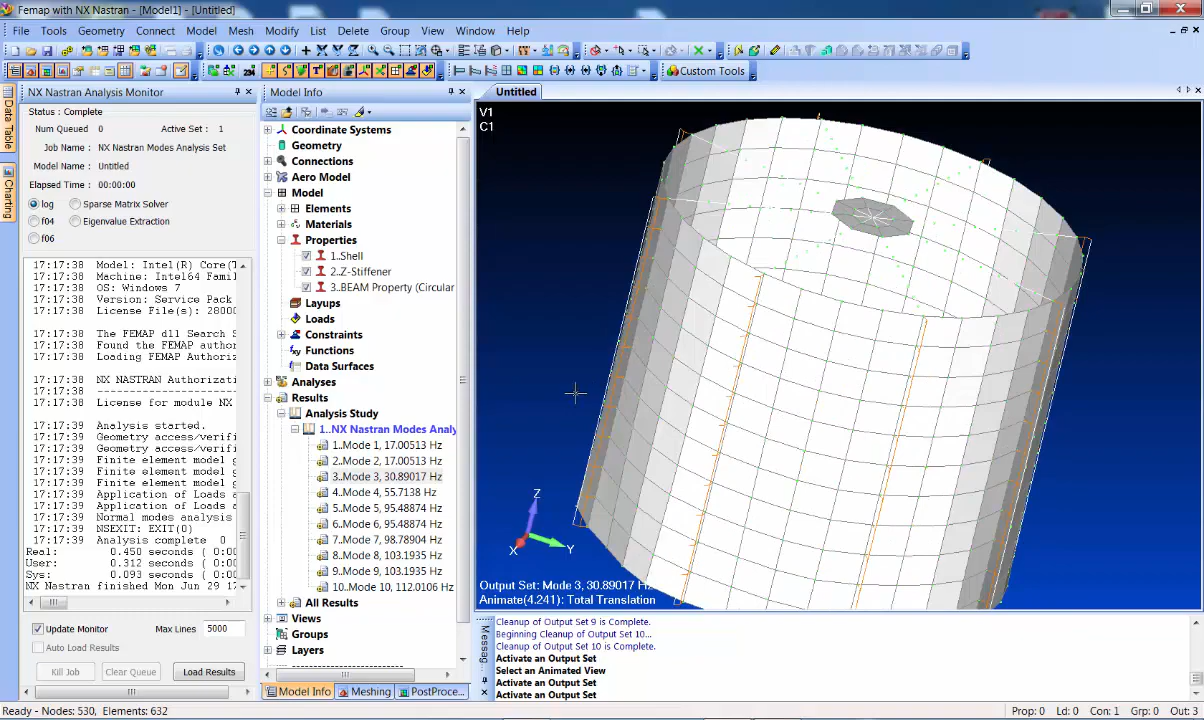 Femap with NX Nastran - [Model1] - [Untitled]
File Tools Geometry Connect Model Mesh Modify List Delete Group View Window Help
234
Custom Tools
NX Nastran Analysis Monitor
Status : Complete
Num Queued 0 Active Set : 1
Job Name : NX Nastran Modes Analysis Set
Model Name : Untitled
Elapsed Time : 00:00:00
log Sparse Matrix Solver
f04 Eigenvalue Extraction
f06
17:17:38 Model: Intel(R) Core(T
17:17:38 Machine: Intel64 Famil
17:17:38 OS: Windows 7
17:17:38 Version: Service Pack
17:17:38 License File(s): 28000
17:17:38
17:17:38 The FEMAP dll Search S
17:17:38 Found the FEMAP author
17:17:38 Loading FEMAP Authoriz
17:17:38
17:17:38 NX NASTRAN Authorizati
17:17:38 ----------------------
17:17:38 License for module NX
17:17:38
17:17:39 Analysis started.
17:17:39 Geometry access/verifi
17:17:39 Geometry access/verifi
17:17:39 Finite element model g
17:17:39 Finite element model g
17:17:39 Application of Loads a
17:17:39 Application of Loads a
17:17:39 Normal modes analysis
17:17:39 NSEXIT: EXIT(0)
17:17:39 Analysis complete 0
Real: 0.450 seconds ( 0:00
User: 0.312 seconds ( 0:00
Sys: 0.093 seconds ( 0:00
NX Nastran finished Mon Jun 29 17
Update Monitor Max Lines 5000
Auto Load Results
Kill Job Clear Queue Load Results
Data Table
Charting
Model Info
Coordinate Systems
Geometry
Connections
Aero Model
Model
Elements
Materials
Properties
1..Shell
2..Z-Stiffener
3..BEAM Property (Circular
Layups
Loads
Constraints
Functions
Data Surfaces
Analyses
Results
Analysis Study
1..NX Nastran Modes Analy
1..Mode 1, 17.00513 Hz
2..Mode 2, 17.00513 Hz
3..Mode 3, 30.89017 Hz
4..Mode 4, 55.7138 Hz
5..Mode 5, 95.48874 Hz
6..Mode 6, 95.48874 Hz
7..Mode 7, 98.78904 Hz
8..Mode 8, 103.1935 Hz
9..Mode 9, 103.1935 Hz
10..Mode 10, 112.0106 Hz
All Results
Views
Groups
Layers
Model Info Meshing PostProce...
Untitled
V1
C1
Z
Y
X
Output Set: Mode 3, 30.89017 Hz
Animate(4.241): Total Translation
Messag
Cleanup of Output Set 9 is Complete.
Beginning Cleanup of Output Set 10...
Cleanup of Output Set 10 is Complete.
Activate an Output Set
Select an Animated View
Activate an Output Set
Activate an Output Set
Ready - Nodes: 530, Elements: 632
Prop: 0 Ld: 0 Con: 1 Grp: 0 Out: 3